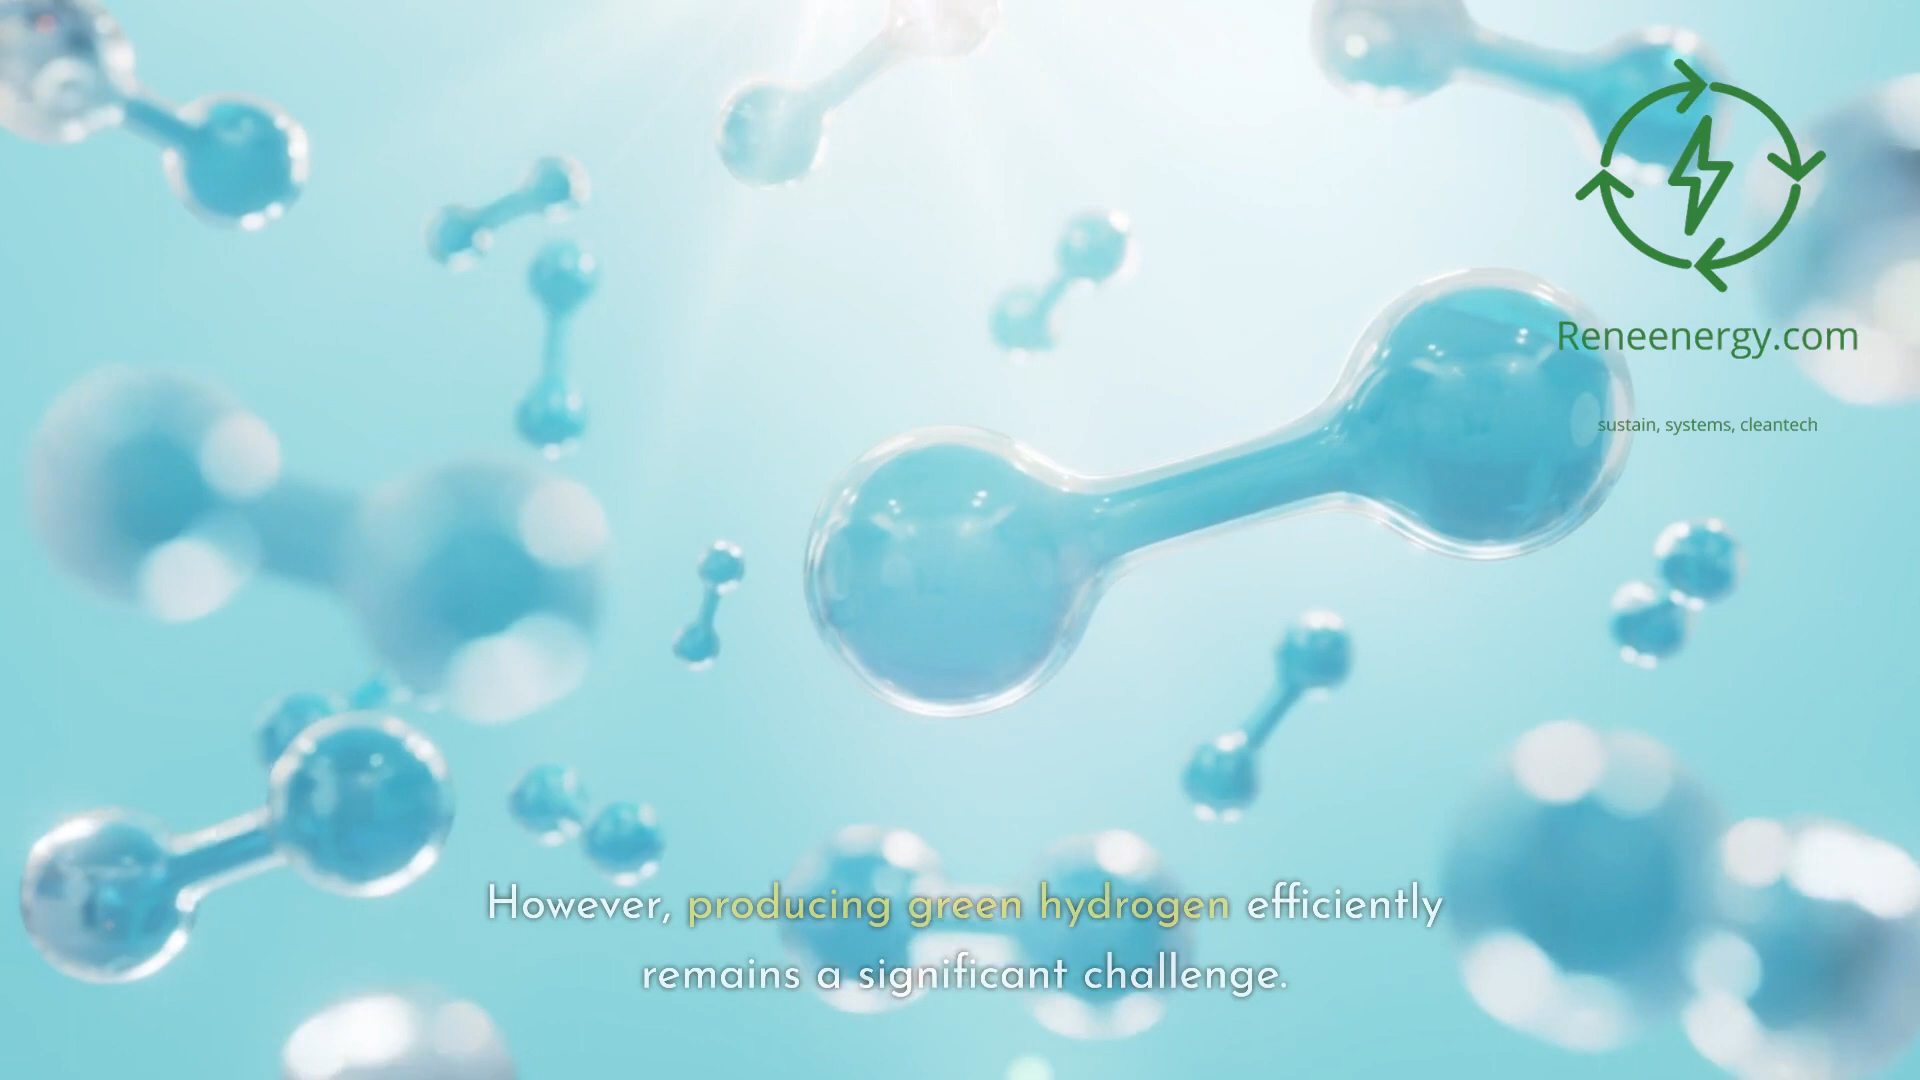 Reneenergy.com
sustain, systems, cleantech
However, producing green hydrogen efficiently
remains a significant challenge.